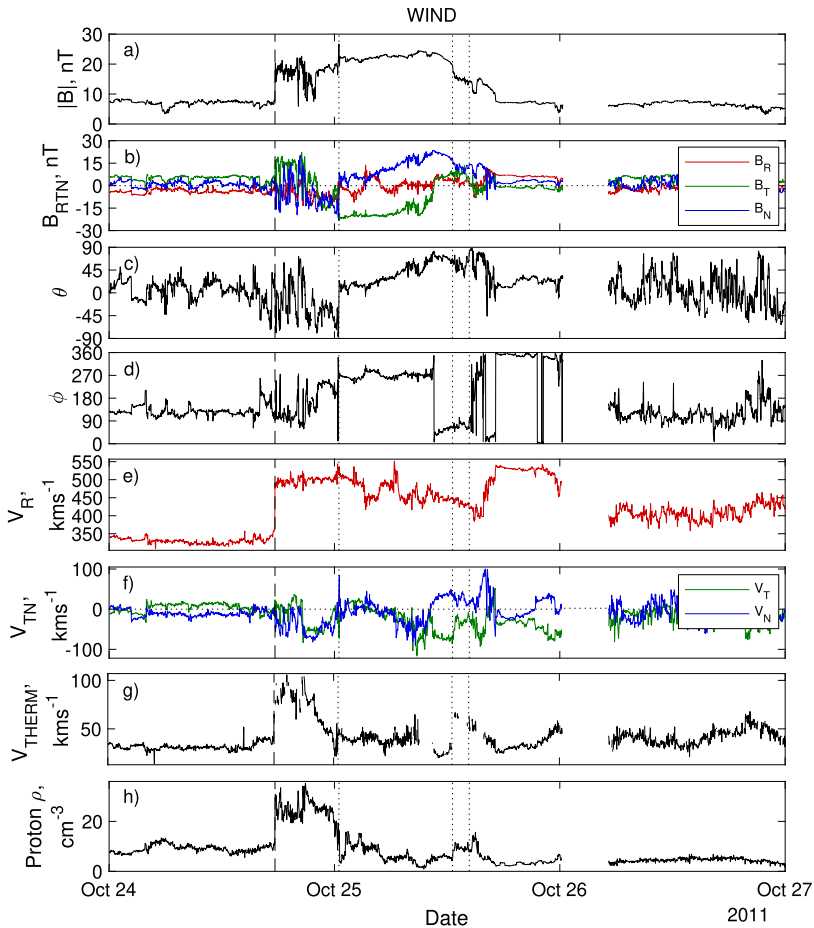 WIND
a)
|B|, nT
30
20
10
0
b)
B_RTN, nT
30
15
0
-15
-30
B_R
B_T
B_N
c)
θ
90
45
0
-45
-90
d)
ϕ
360
270
180
90
0
e)
V_R,
kms^-1
550
500
450
400
350
f)
V_TN,
kms^-1
100
0
-100
V_T
V_N
g)
V_THERM,
kms^-1
100
50
h)
Proton ρ,
cm^-3
20
0
Oct 24
Oct 25
Oct 26
Oct 27
2011
Date